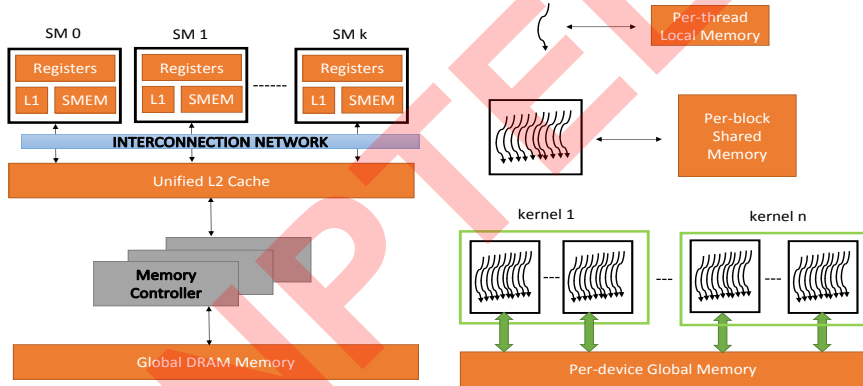 SM 0
SM 1
SM k
Registers
Registers
Registers
L1
SMEM
L1
SMEM
L1
SMEM
INTERCONNECTION NETWORK
Unified L2 Cache
Memory
Controller
Global DRAM Memory
Per-thread
Local Memory
Per-block
Shared
Memory
kernel 1
kernel n
Per-device Global Memory
NPTEL